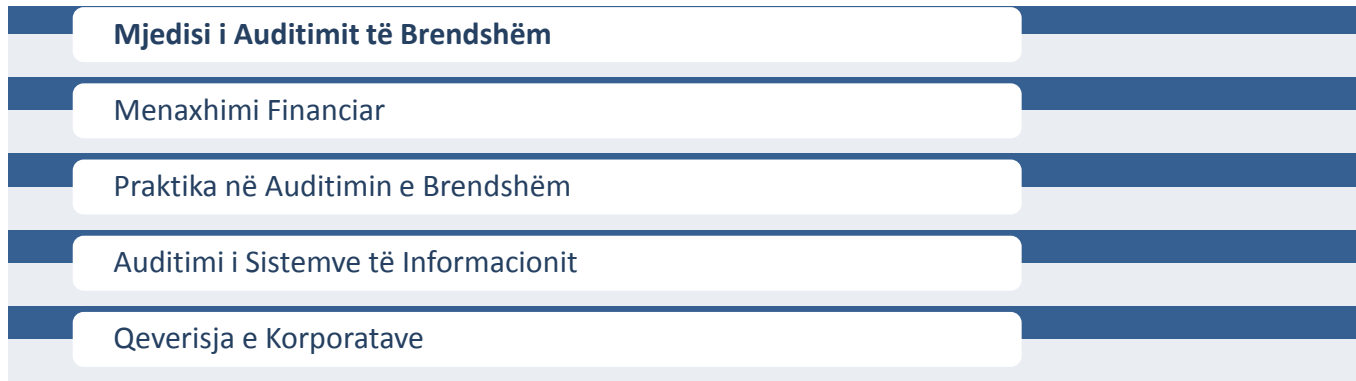 Mjedisi i Auditimit të Brendshëm
Menaxhimi Financiar
Praktika në Auditimin e Brendshëm
Auditimi i Sistemve të Informacionit
Qeverisja e Korporatave